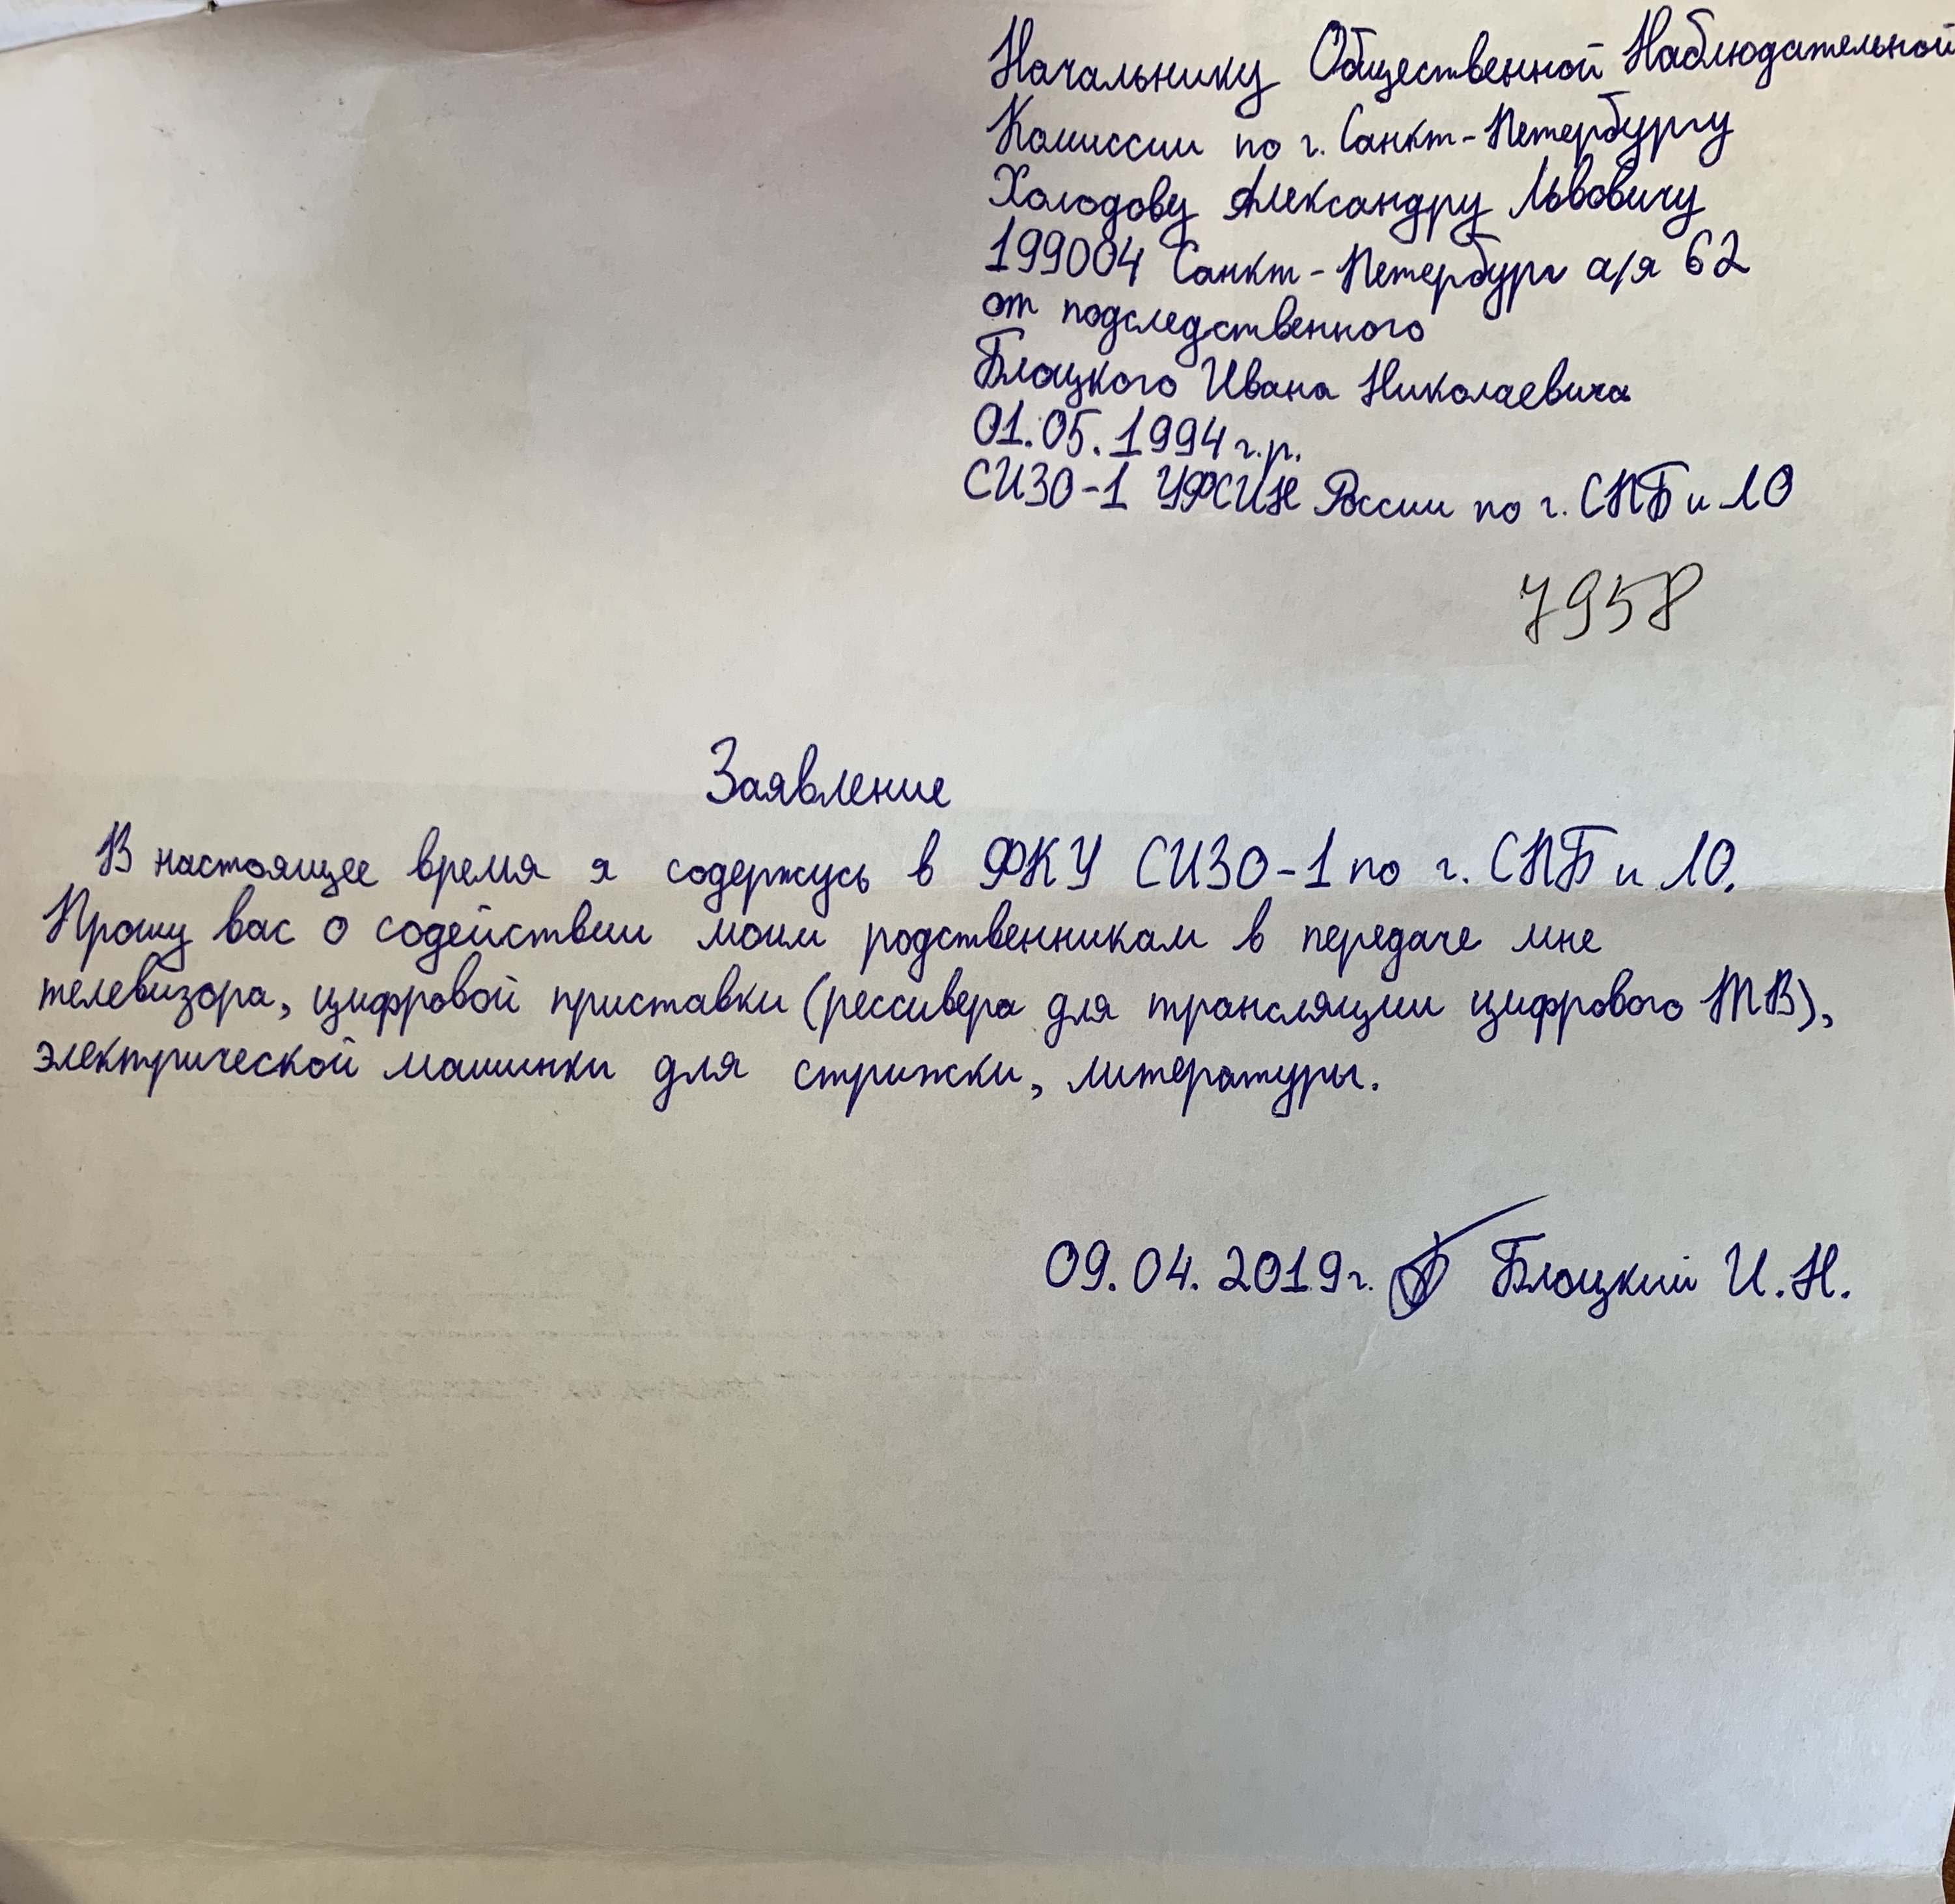 Начальнику Общественной Наблюдательной
Комиссии по г. Санкт-Петербургу
Холодову Александру Львовичу
199004 Санкт-Петербург а/я 62
от подследственного
Блоцкого Ивана Николаевича
01.05.1994 г.р.
СИЗО-1 УФСИН России по г. СПБ и ЛО
7958
Заявление
В настоящее время я содержусь в ФКУ СИЗО-1 по г. СПБ и ЛО.
Прошу вас о содействии моим родственникам в передаче мне
телевизора, цифровой приставки (рессивера для трансляции цифрового ТВ),
электрической машинки для стрижки, литературы.
09.04.2019г. Блоцкий И.Н.